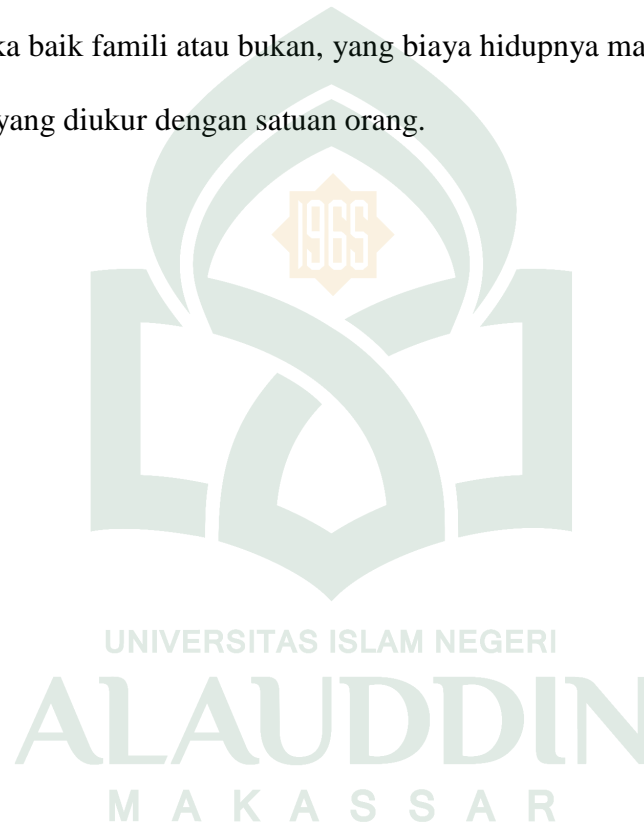 ka baik famili atau bukan, yang biaya hidupnya ma
yang diukur dengan satuan orang.
1965
UNIVERSITAS ISLAM NEGERI
ALAUDDIN
MAKASSAR